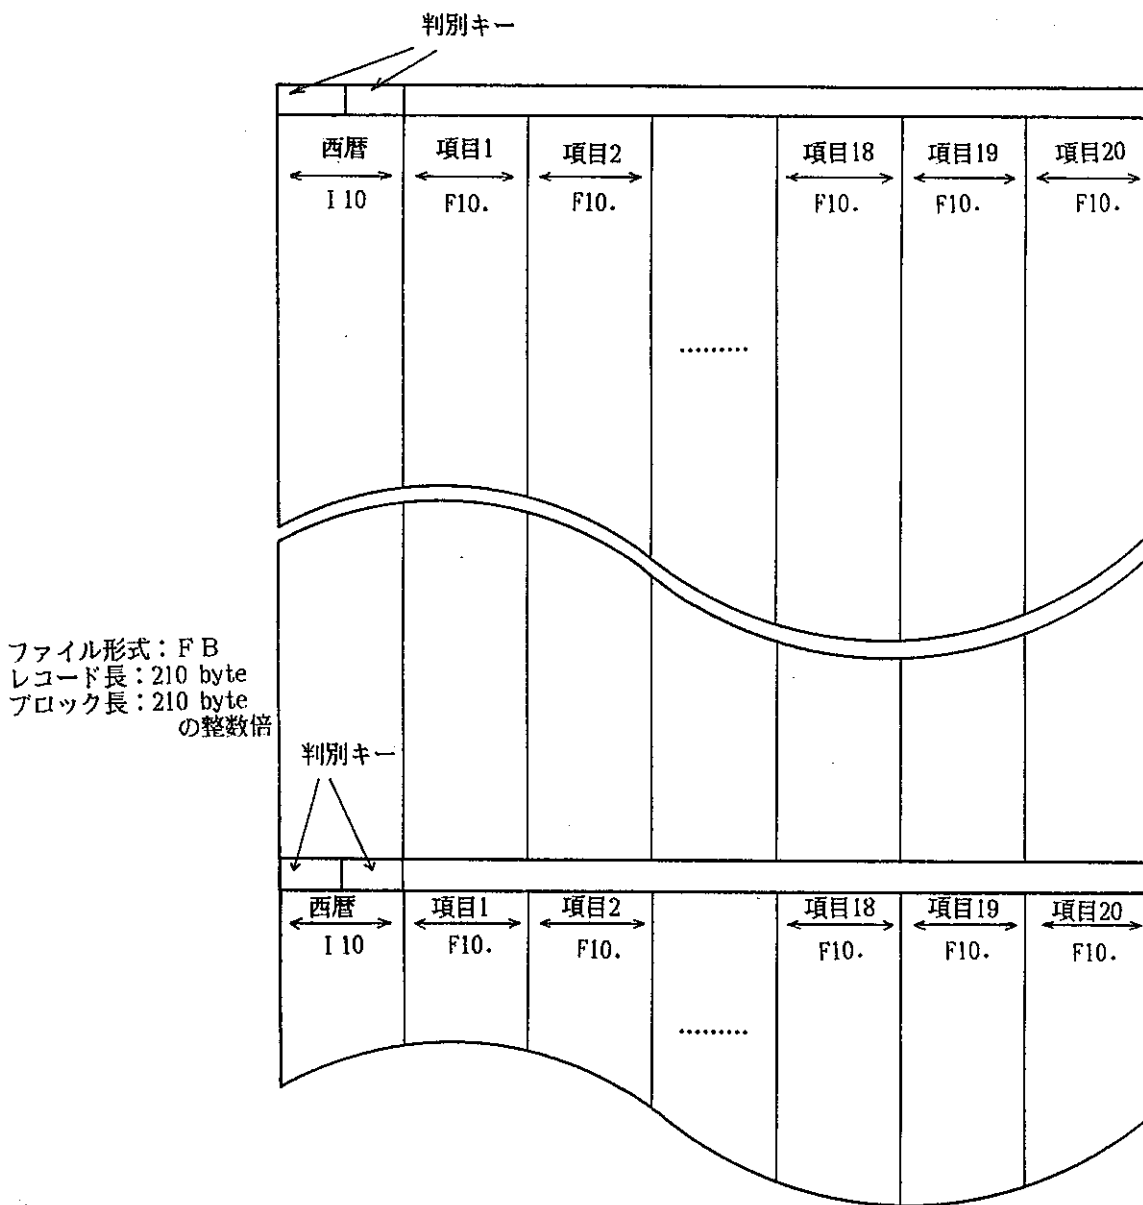 判別キー
西暦 項目1 項目2 項目18 項目19 項目20
I 10 F10. F10. F10. F10. F10.
………
ファイル形式：FB
レコード長：210 byte
ブロック長：210 byte
の整数倍
判別キー
西暦 項目1 項目2 項目18 項目19 項目20
I 10 F10. F10. F10. F10. F10.
………